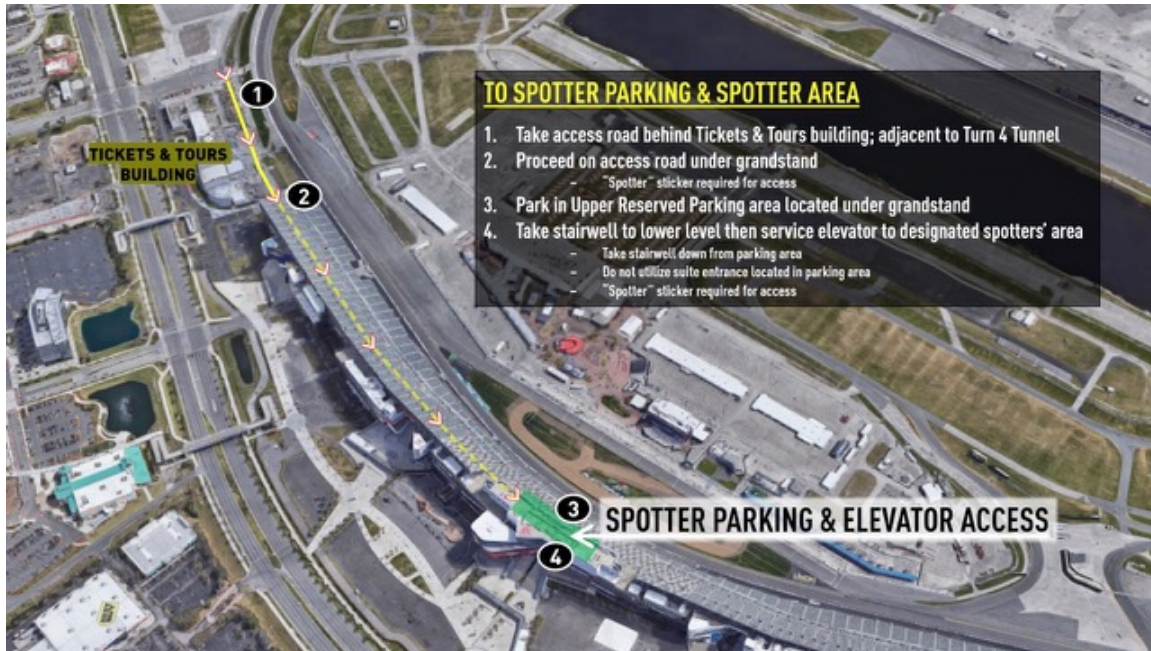 TO SPOTTER PARKING & SPOTTER AREA
1. Take access road behind Tickets & Tours building; adjacent to Turn 4 Tunnel
2. Proceed on access road under grandstand
– "Spotter" sticker required for access
3. Park in Upper Reserved Parking area located under grandstand
4. Take stairwell to lower level then service elevator to designated spotters' area
– Take stairwell down from parking area
– Do not utilize suite entrance located in parking area
– "Spotter" sticker required for access
1
TICKETS & TOURS
BUILDING
2
3
SPOTTER PARKING & ELEVATOR ACCESS
4